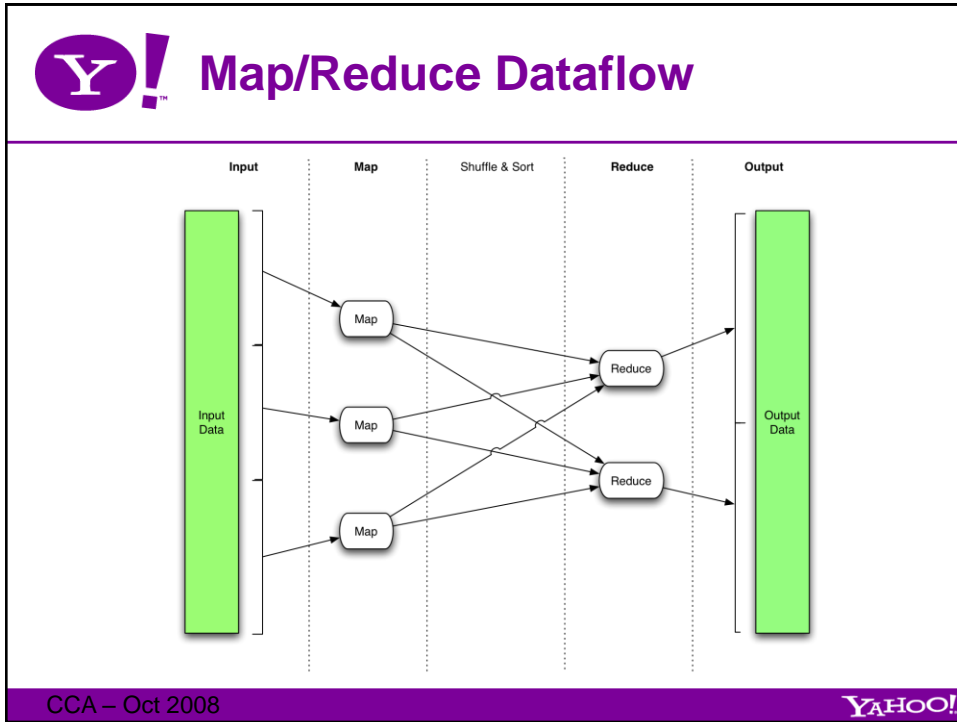 Y! ™
Map/Reduce Dataflow
Input Map Shuffle & Sort Reduce Output
Map
Reduce
Input
Data
Map
Output
Data
Reduce
Map
CCA – Oct 2008
YAHOO!